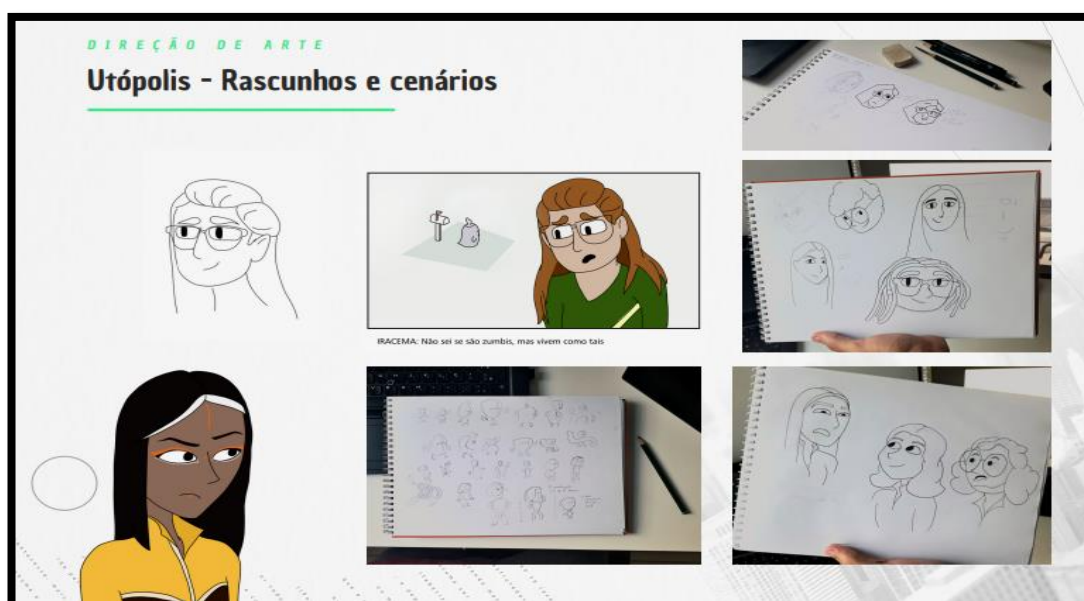 DIREÇÃO DE ARTE
Utópolis - Rascunhos e cenários
IRACEMA: Não sei se são zumbis, mas vivem como tais